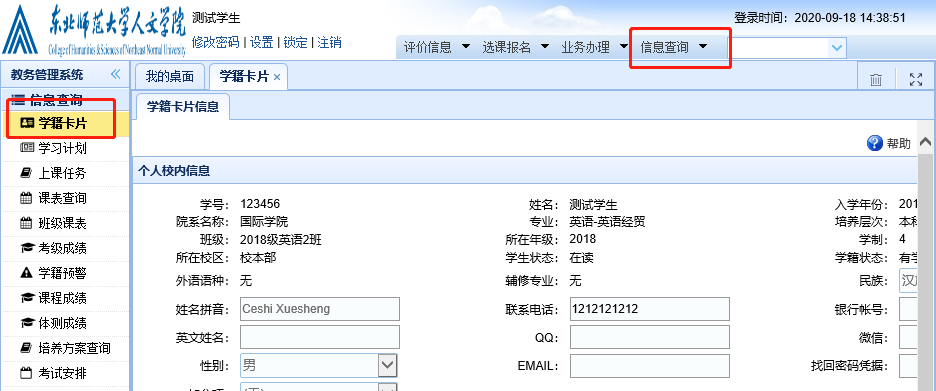 东北师范大学人文学院
College of Humanities & Sciences of Northeast Normal University
测试学生
修改密码 | 设置 | 锁定 | 注销
登录时间：2020-09-18 14:38:51
评价信息 选课报名 业务办理 信息查询
教务管理系统
我的桌面 学籍卡片
信息查询
学籍卡片
学习计划
上课任务
课表查询
班级课表
考级成绩
学籍预警
课程成绩
体测成绩
培养方案查询
考试安排
学籍卡片信息
帮助
个人校内信息
学号： 123456 姓名： 测试学生 入学年份： 201
院系名称： 国际学院 专业： 英语-英语经贸 培养层次： 本科
班级： 2018级英语2班 所在年级： 2018 学制： 4
所在校区： 校本部 学生状态： 在读 学籍状态： 有学
外语语种： 无 辅修专业： 无 民族： 汉族
姓名拼音： Ceshi Xuesheng 联系电话： 1212121212 银行帐号：
英文姓名： QQ： 微信：
性别： 男 EMAIL： 找回密码凭据：